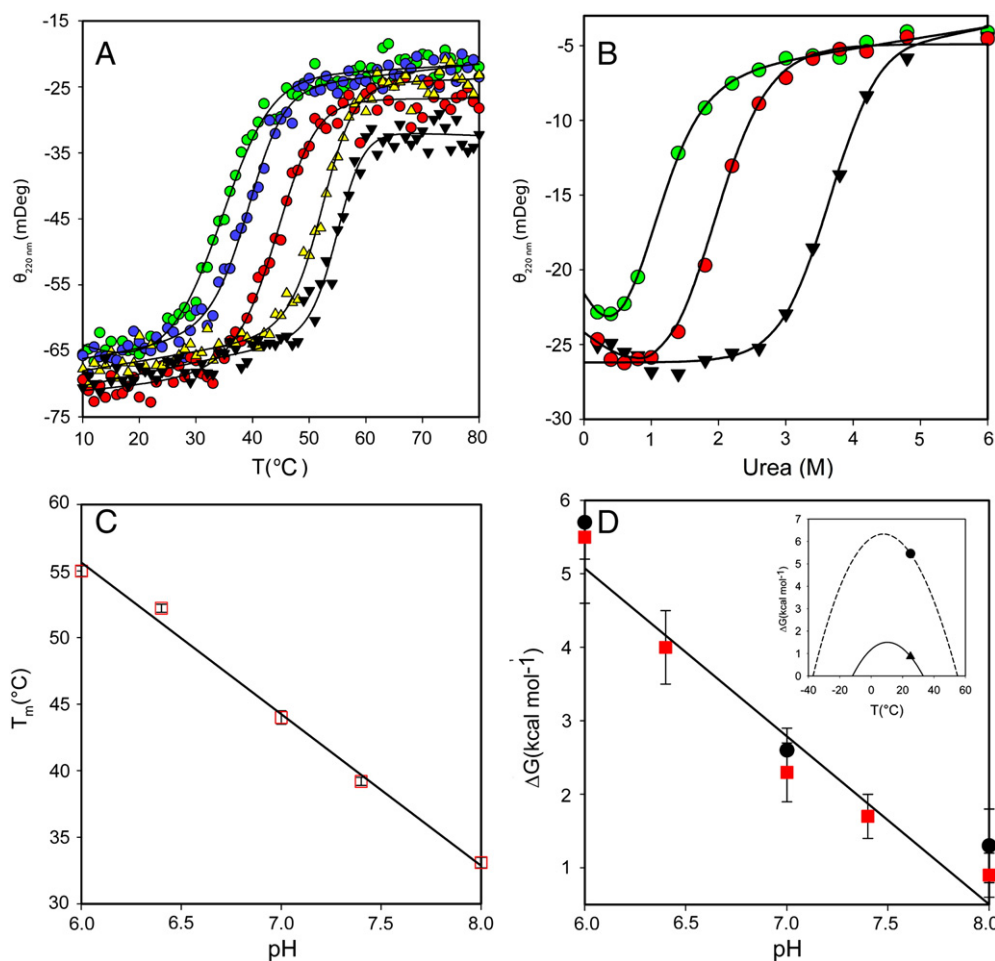 A
-15
-25
-35
-45
-55
-65
-75
θ220 nm (mDeg)
10 20 30 40 50 60 70 80
T(°C)
B
0
-5
-10
-15
-20
-25
-30
θ220 nm (mDeg)
0 1 2 3 4 5 6
Urea (M)
C
60
55
50
44
39
33
30
Tm(°C)
6.0 6.5 7.0 7.5 8.0
pH
D
6
5
4
3
2
1
ΔG(kcal mol-1)
6.0 6.5 7.0 7.5 8.0
pH
7
6
5
4
3
2
1
0
ΔG(kcal mol-1)
-40 -20 0 20 40 60
T(°C)